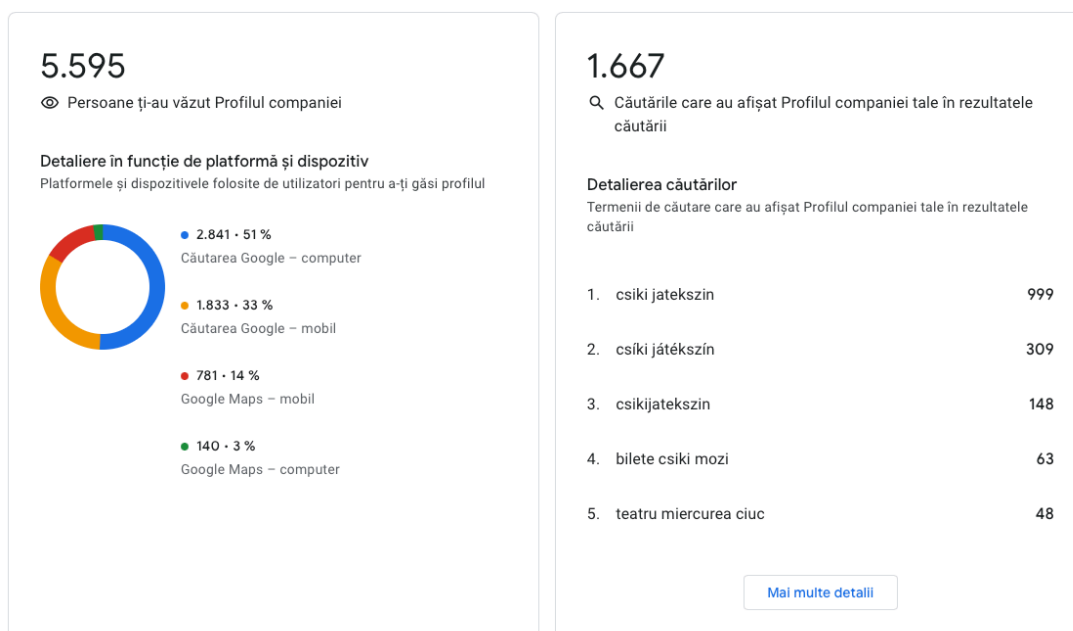 5.595
Persoane ți-au văzut Profilul companiei
Detaliere în funcție de platformă și dispozitiv
Platformele și dispozitivele folosite de utilizatori pentru a-ți găsi profilul
2.841 · 51 %
Căutarea Google – computer
1.833 · 33 %
Căutarea Google – mobil
781 · 14 %
Google Maps – mobil
140 · 3 %
Google Maps – computer
1.667
Căutările care au afișat Profilul companiei tale în rezultatele
căutării
Detalierea căutărilor
Termenii de căutare care au afișat Profilul companiei tale în rezultatele
căutării
1. csiki jatekszin 999
2. csíki játékszín 309
3. csikijatekszin 148
4. bilete csiki mozi 63
5. teatru miercurea ciuc 48
Mai multe detalii